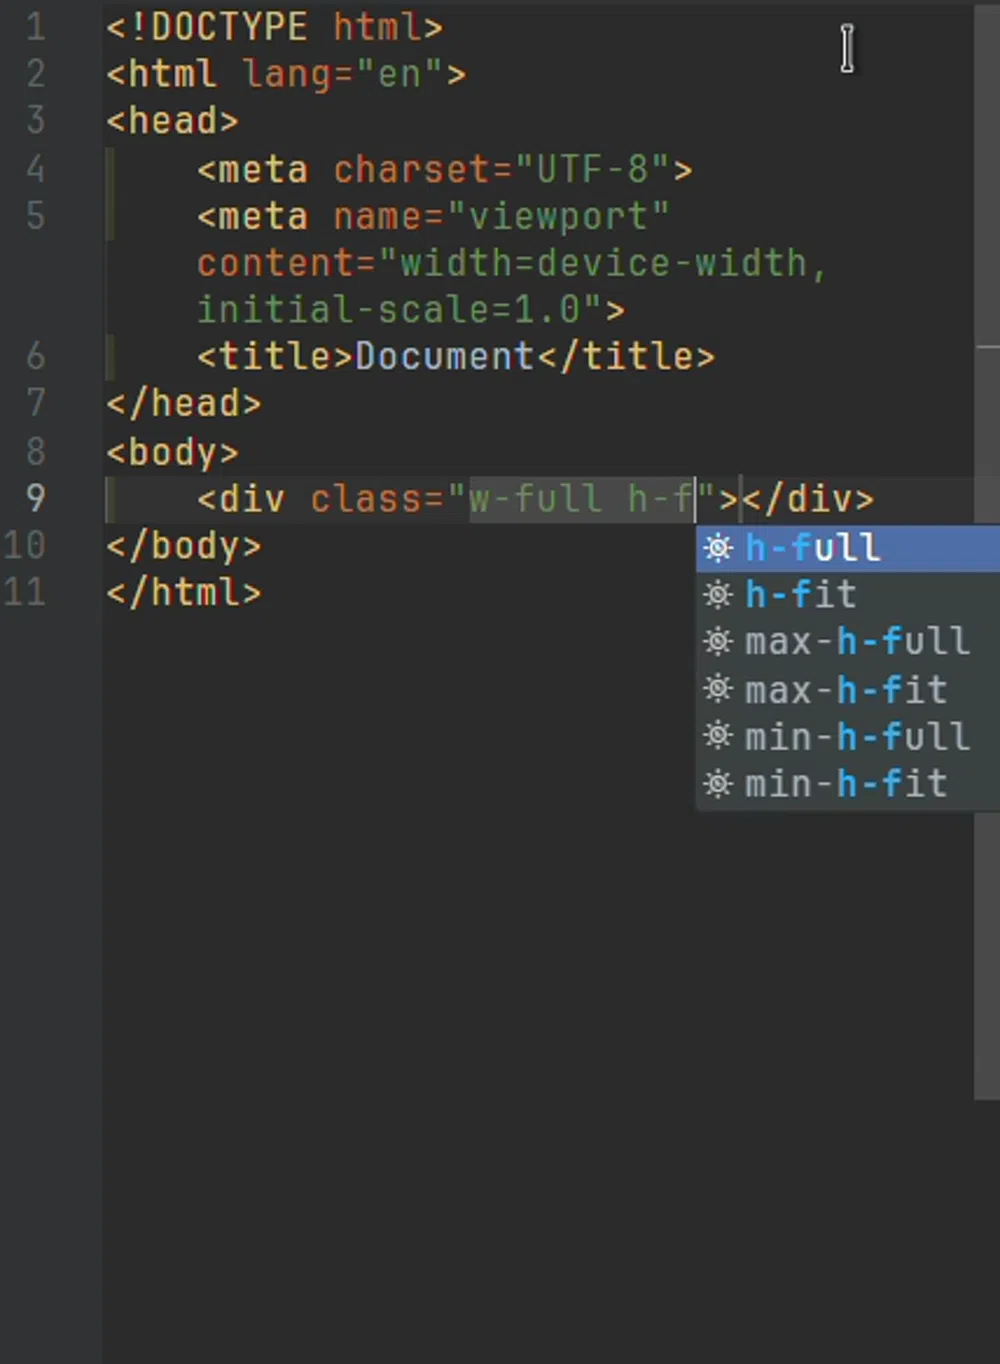 1 <!DOCTYPE html>
2 <html lang="en">
3 <head>
4     <meta charset="UTF-8">
5     <meta name="viewport"
    content="width=device-width,
    initial-scale=1.0">
6     <title>Document</title>
7 </head>
8 <body>
9     <div class="w-full h-f"></div>
10 </body>
11 </html>
h-full
h-fit
max-h-full
max-h-fit
min-h-full
min-h-fit